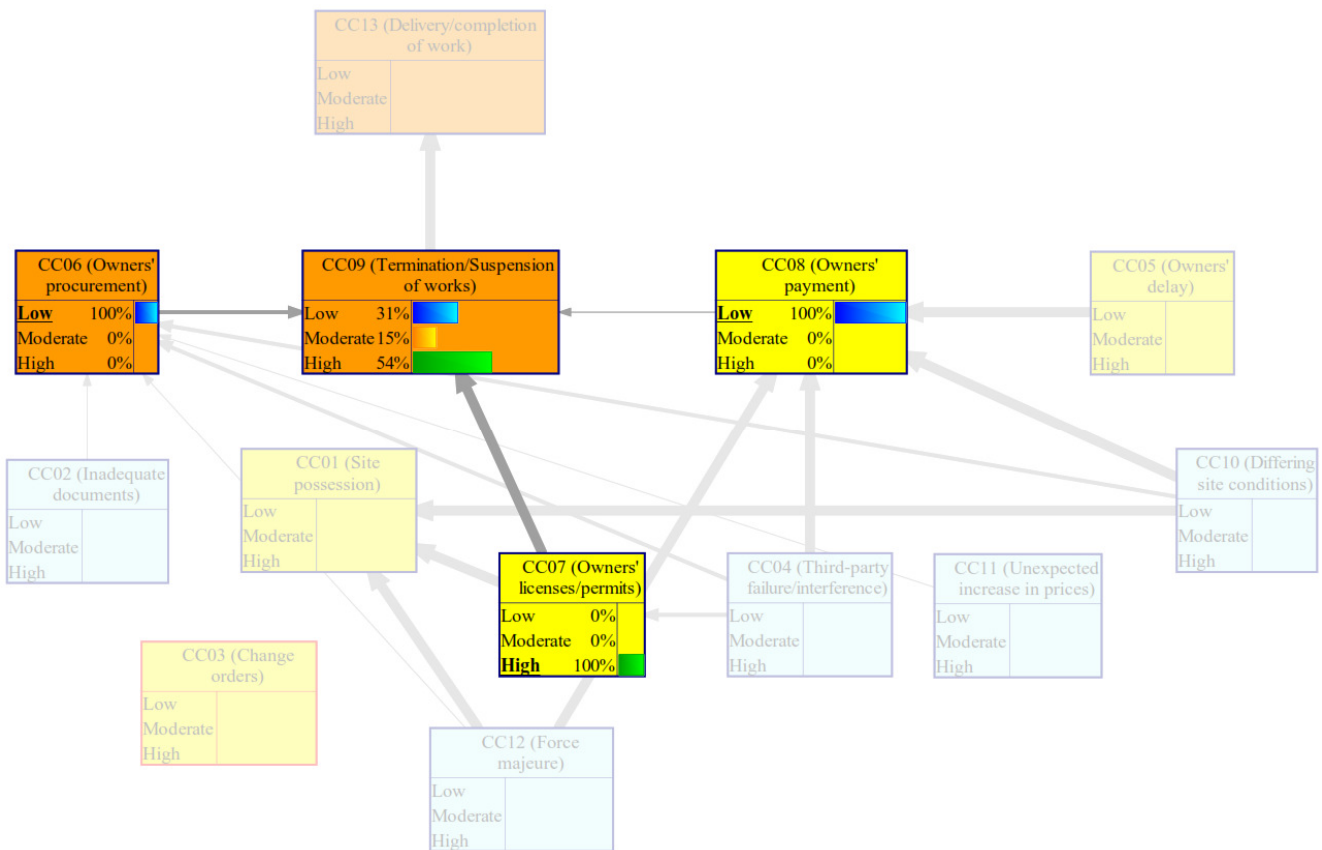 CC13 (Delivery/completion
of work)
Low
Moderate
High
CC06 (Owners'
procurement)
Low 100%
Moderate 0%
High 0%
CC09 (Termination/Suspension
of works)
Low 31%
Moderate 15%
High 54%
CC08 (Owners'
payment)
Low 100%
Moderate 0%
High 0%
CC05 (Owners'
delay)
Low
Moderate
High
CC02 (Inadequate
documents)
Low
Moderate
High
CC01 (Site
possession)
Low
Moderate
High
CC10 (Differing
site conditions)
Low
Moderate
High
CC07 (Owners'
licenses/permits)
Low 0%
Moderate 0%
High 100%
CC04 (Third-party
failure/interference)
Low
Moderate
High
CC11 (Unexpected
increase in prices)
Low
Moderate
High
CC03 (Change
orders)
Low
Moderate
High
CC12 (Force
majeure)
Low
Moderate
High